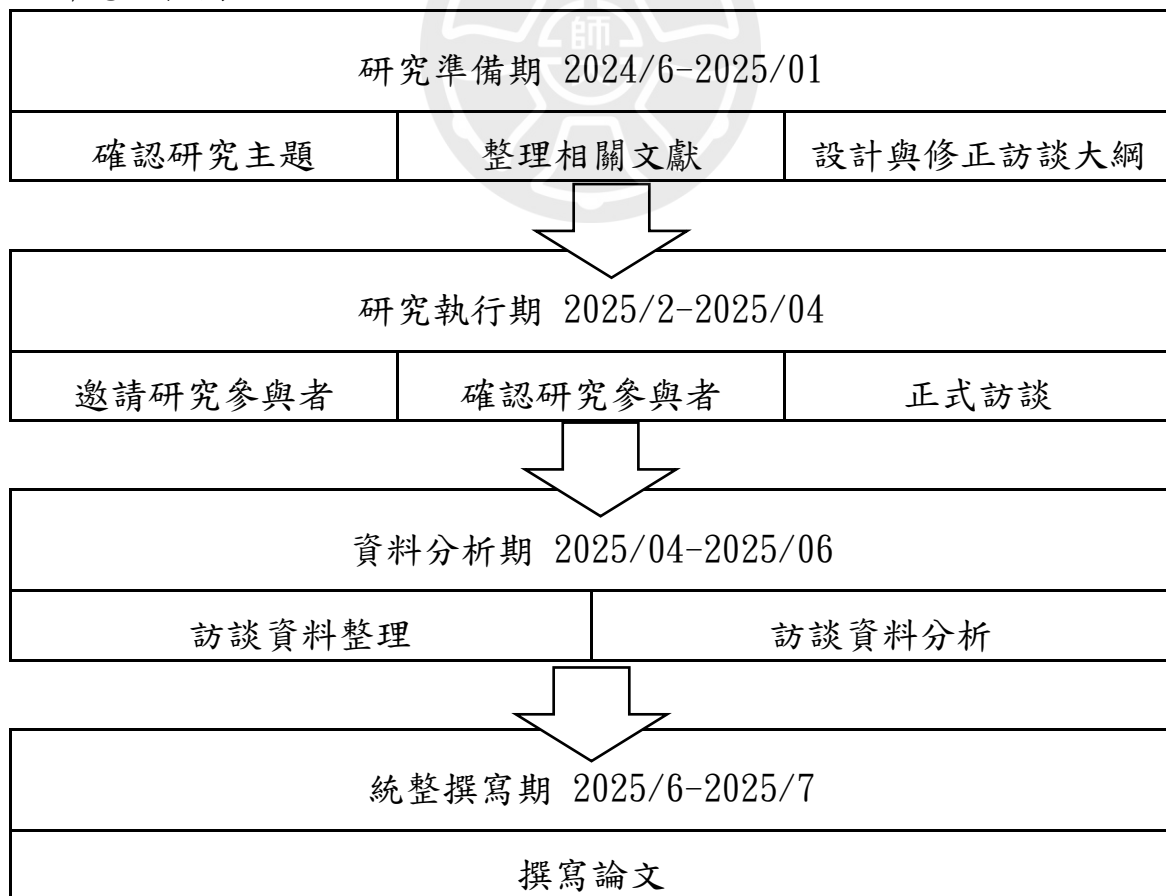 師
研究準備期 2024/6-2025/01
確認研究主題 整理相關文獻 設計與修正訪談大綱
研究執行期 2025/2-2025/04
邀請研究參與者 確認研究參與者 正式訪談
資料分析期 2025/04-2025/06
訪談資料整理 訪談資料分析
統整撰寫期 2025/6-2025/7
撰寫論文